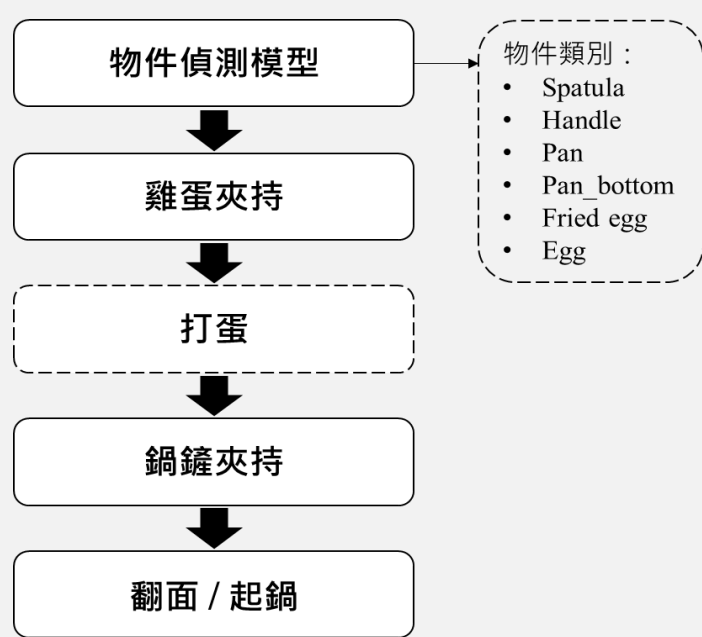 物件偵測模型
物件類別：
• Spatula
• Handle
• Pan
• Pan_bottom
• Fried egg
• Egg
雞蛋夾持
打蛋
鍋鏟夾持
翻面 / 起鍋